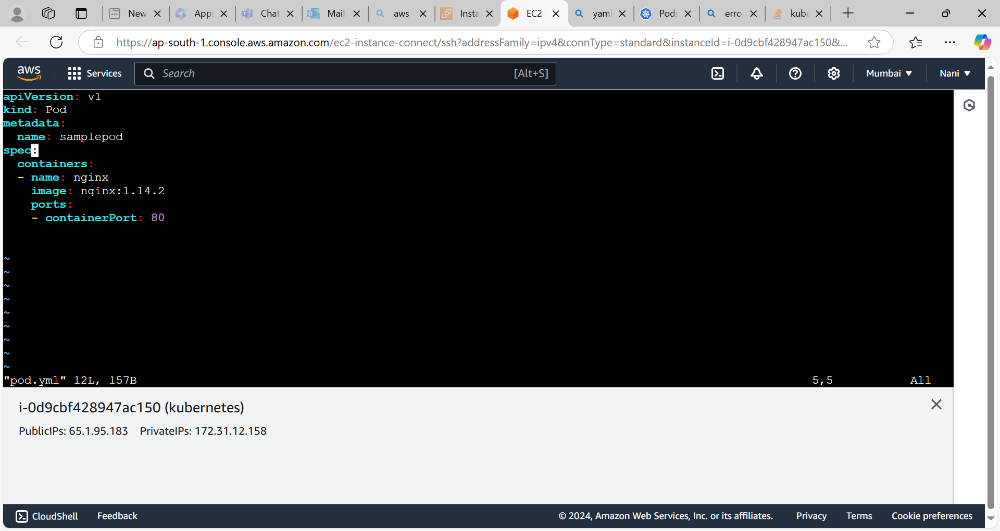 New
App
Chat
Mail
aws
Insta
EC2
yaml
Pods
error
kube
https://ap-south-1.console.aws.amazon.com/ec2-instance-connect/ssh?addressFamily=ipv4&connType=standard&instanceId=i-0d9cbf428947ac150&...
aws
Services
Search
[Alt+S]
Mumbai
Nani
apiVersion: v1
kind: Pod
metadata:
  name: samplepod
spec:
  containers:
  - name: nginx
    image: nginx:1.14.2
    ports:
    - containerPort: 80
~
~
~
~
~
~
~
~
~
"pod.yml" 12L, 157B
5,5
All
i-0d9cbf428947ac150 (kubernetes)
PublicIPs: 65.1.95.183 PrivateIPs: 172.31.12.158
CloudShell
Feedback
© 2024, Amazon Web Services, Inc. or its affiliates.
Privacy
Terms
Cookie preferences